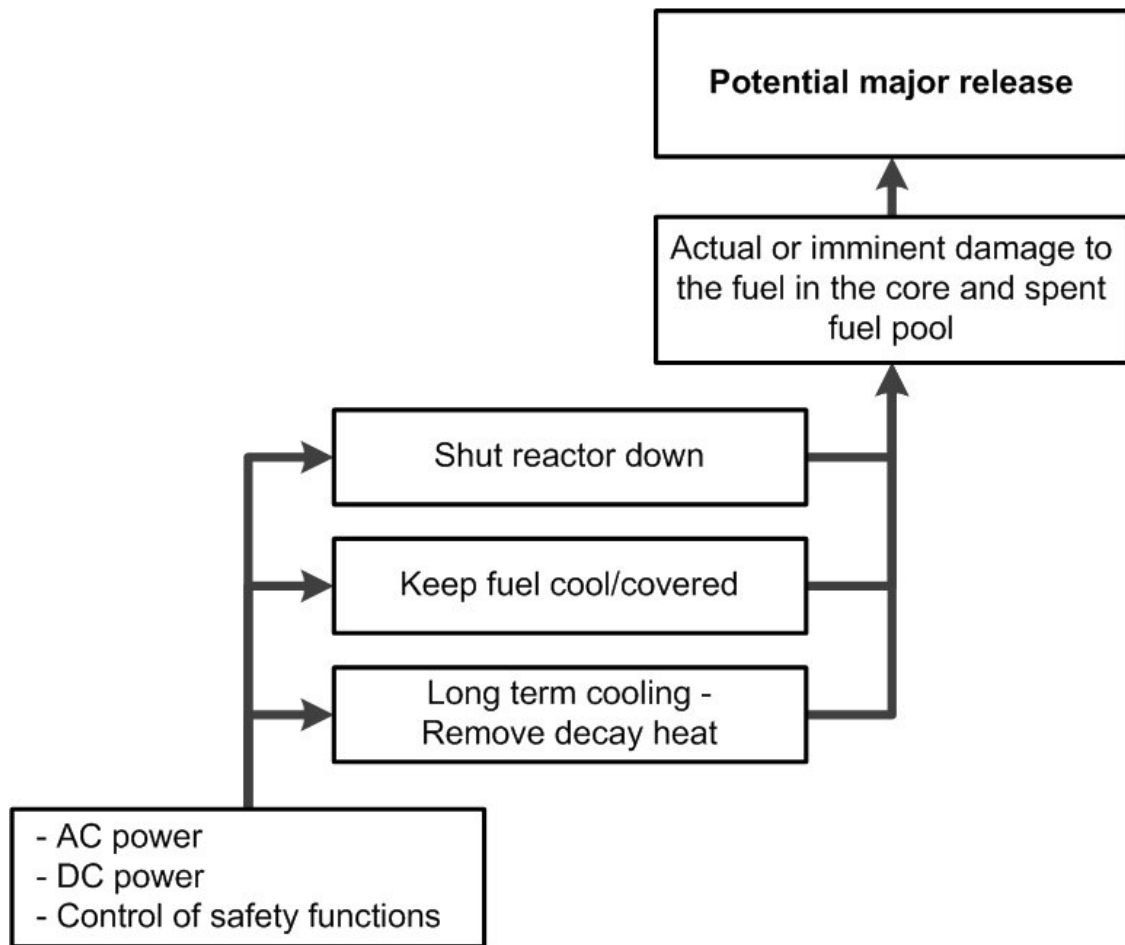 Potential major release
Actual or imminent damage to
the fuel in the core and spent
fuel pool
Shut reactor down
Keep fuel cool/covered
Long term cooling -
Remove decay heat
- AC power
- DC power
- Control of safety functions